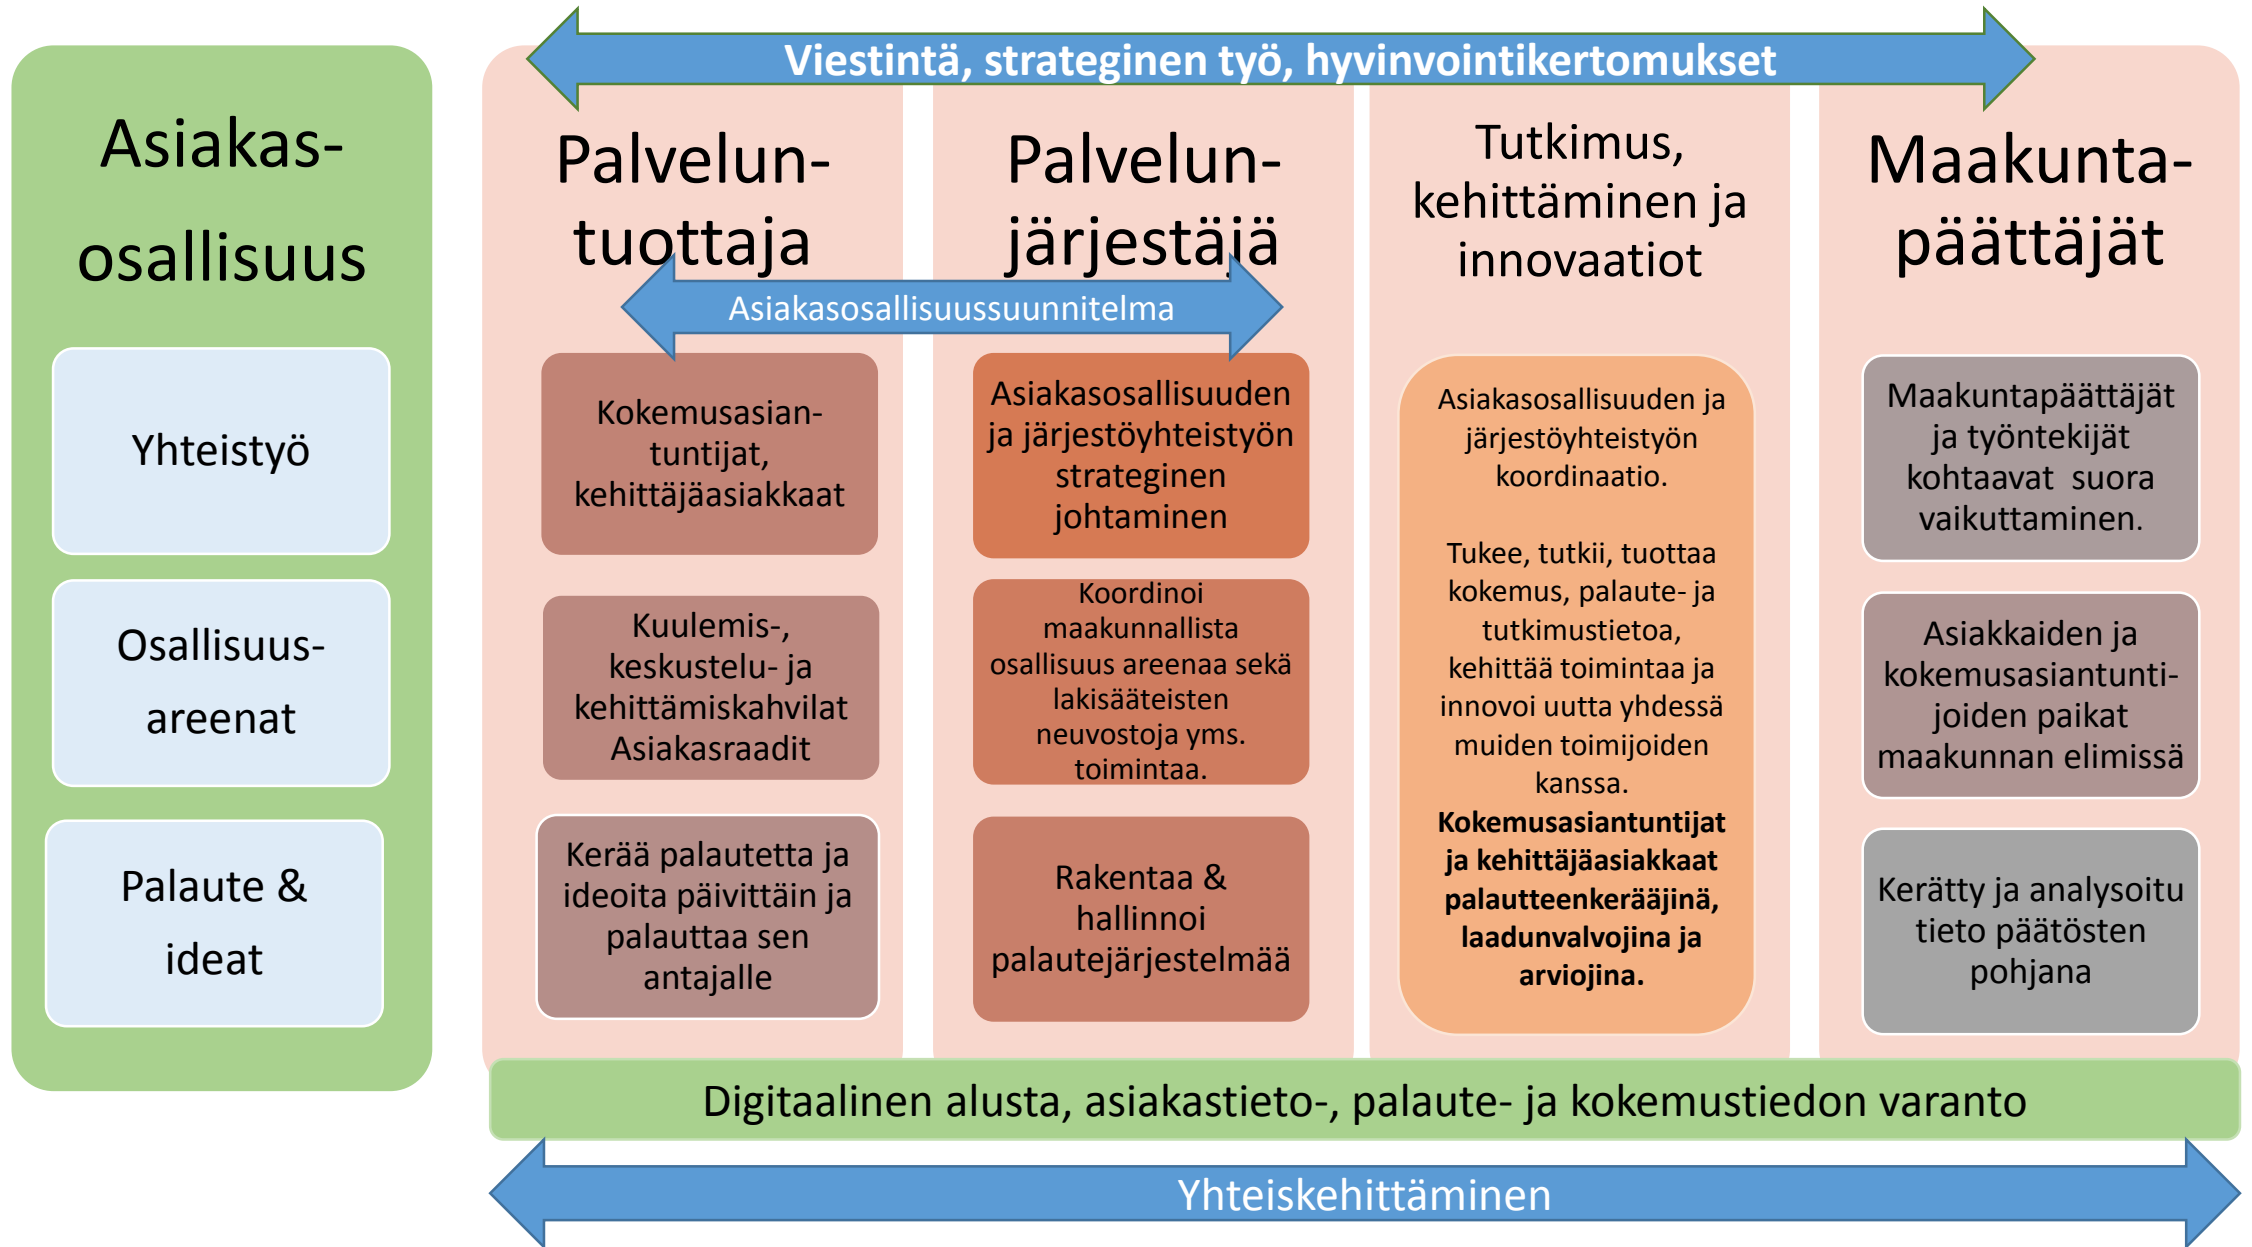 Viestintä, strateginen työ, hyvinvointikertomukset
Asiakas-
osallisuus
Yhteistyö
Osallisuus-
areenat
Palaute &
ideat
Palvelun-
tuottaja
Palvelun-
järjestäjä
Asiakasosallisuussuunnitelma
Kokemusasian-
tuntijat,
kehittäjäasiakkaat
Kuulemis-,
keskustelu- ja
kehittämiskahvilat
Asiakasraadit
Kerää palautetta ja
ideoita päivittäin ja
palauttaa sen
antajalle
Asiakasosallisuuden
ja järjestöyhteistyön
strateginen
johtaminen
Koordinoi
maakunnallista
osallisuus areenaa sekä
lakisääteisten
neuvostoja yms.
toimintaa.
Rakentaa &
hallinnoi
palautejärjestelmää
Tutkimus,
kehittäminen ja
innovaatiot
Asiakasosallisuuden ja
järjestöyhteistyön
koordinaatio.
Tukee, tutkii, tuottaa
kokemus, palaute- ja
tutkimustietoa,
kehittää toimintaa ja
innovoi uutta yhdessä
muiden toimijoiden
kanssa.
Kokemusasiantuntijat
ja kehittäjäasiakkaat
palautteenkerääjinä,
laadunvalvojina ja
arviojina.
Maakunta-
päättäjät
Maakuntapäättäjät
ja työntekijät
kohtaavat  suora
vaikuttaminen.
Asiakkaiden ja
kokemusasiantunti-
joiden paikat
maakunnan elimissä
Kerätty ja analysoitu
tieto päätösten
pohjana
Digitaalinen alusta, asiakastieto-, palaute- ja kokemustiedon varanto
Yhteiskehittäminen